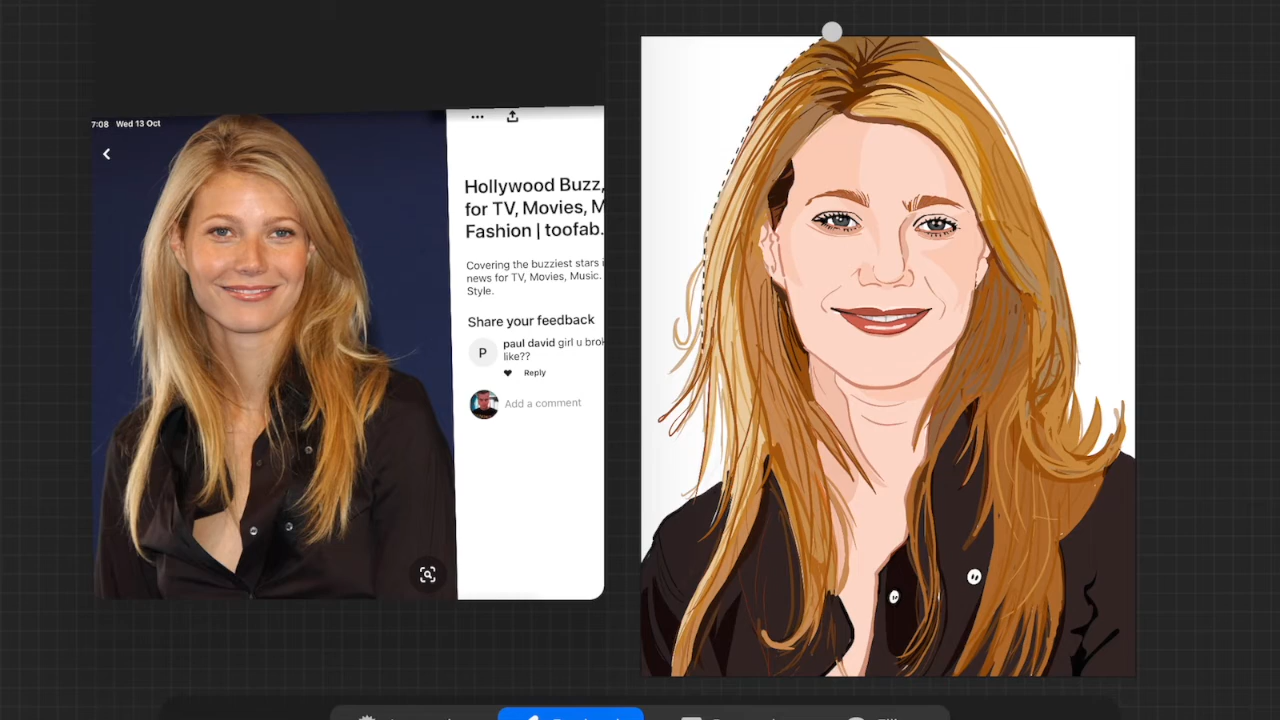 7:08 Wed 13 Oct
Hollywood Buzz,
for TV, Movies, M
Fashion | toofab.
Covering the buzziest stars i
news for TV, Movies, Music.
Style.
Share your feedback
P
paul david girl u brok
like??
Reply
Add a comment